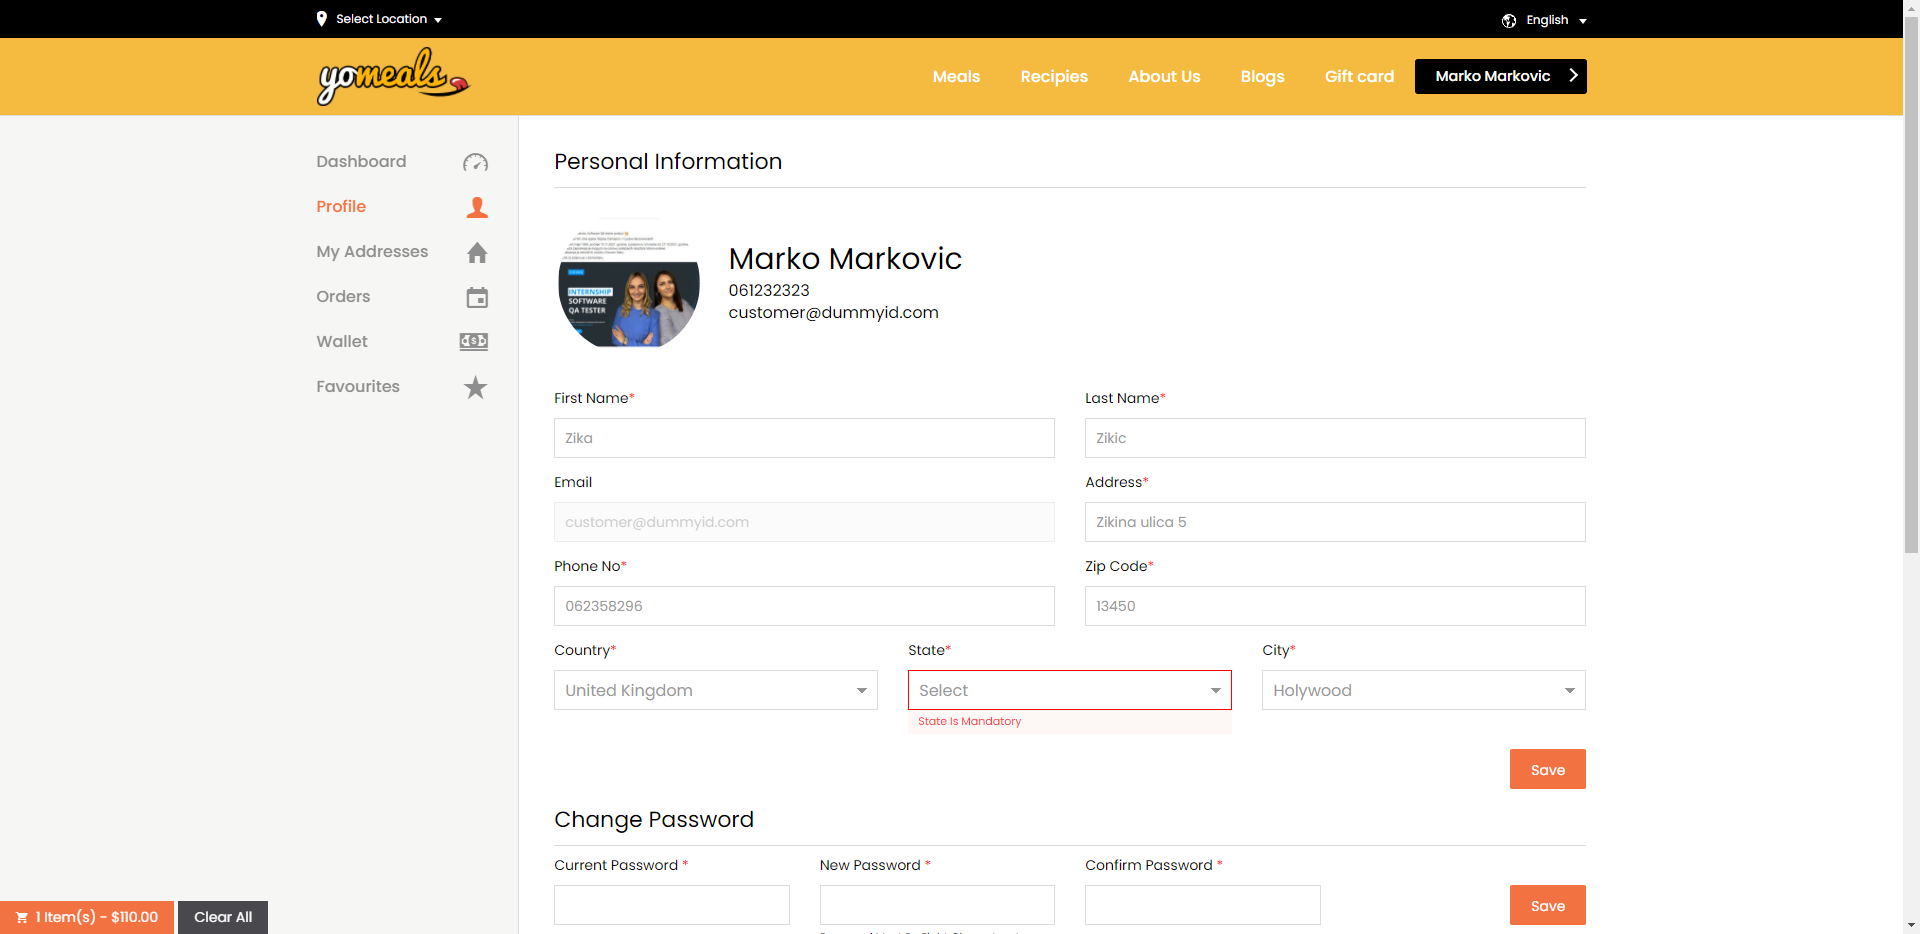 Select Location
English
yomeals
Meals
Recipies
About Us
Blogs
Gift card
Marko Markovic
Dashboard
Profile
My Addresses
Orders
Wallet
Favourites
Personal Information
INTERNSHIP
SOFTWARE
QA TESTER
Marko Markovic
061232323
customer@dummyid.com
First Name*
Last Name*
Zika
Zikic
Email
Address*
customer@dummyid.com
Zikina ulica 5
Phone No*
Zip Code*
062358296
13450
Country*
State*
City*
United Kingdom
Select
Holywood
State Is Mandatory
Save
Change Password
Current Password *
New Password *
Confirm Password *
Save
1 Item(s) - $110.00
Clear All